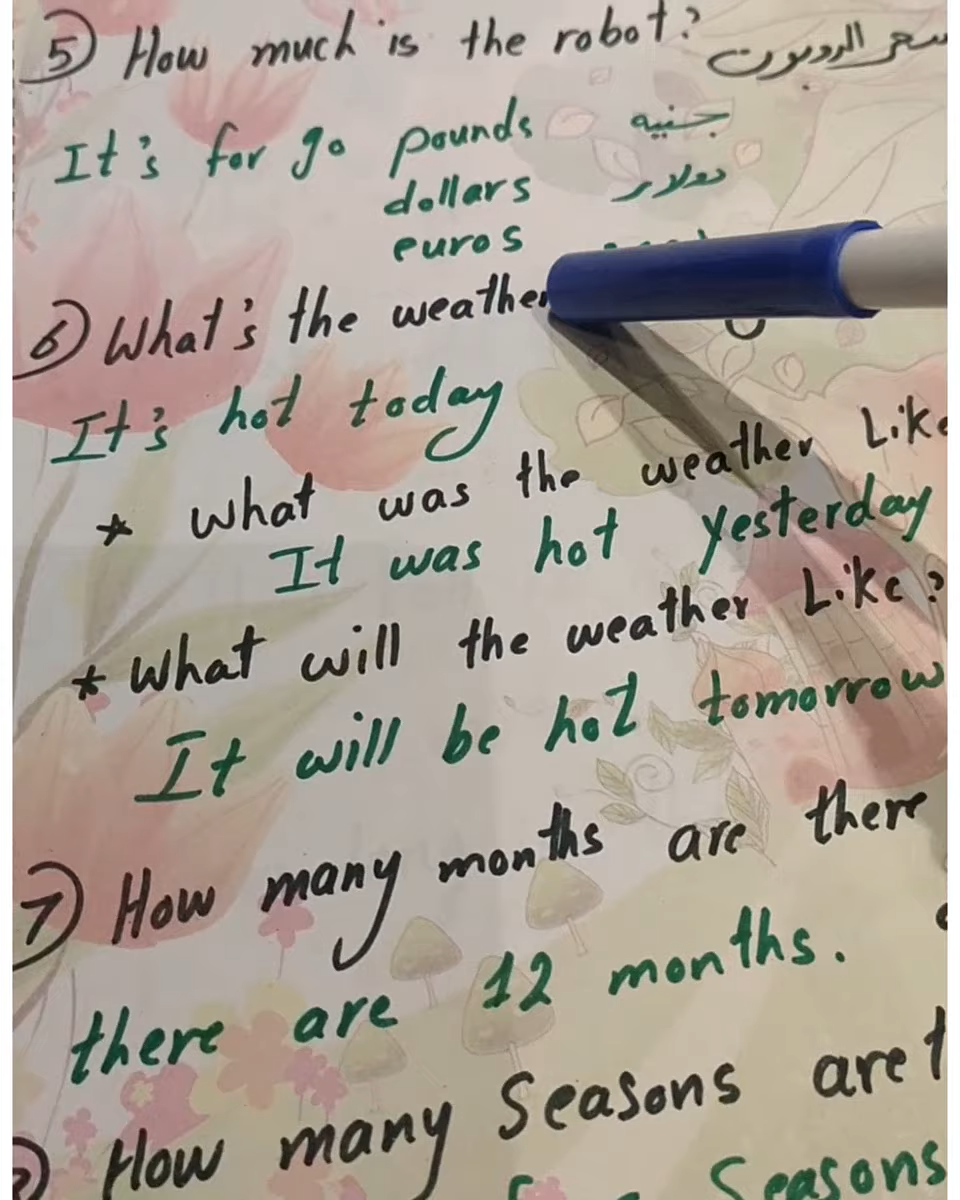 5) How much is the robot? سعر الروبوت
It's for 90 pounds جنيه
dollars دولار
euros
6) What's the weather
It's hot today
* What was the weather Like
It was hot yesterday
* What will the weather Like?
It will be hot tomorrow
7) How many months are there
there are 12 months.
How many Seasons are
Seasons